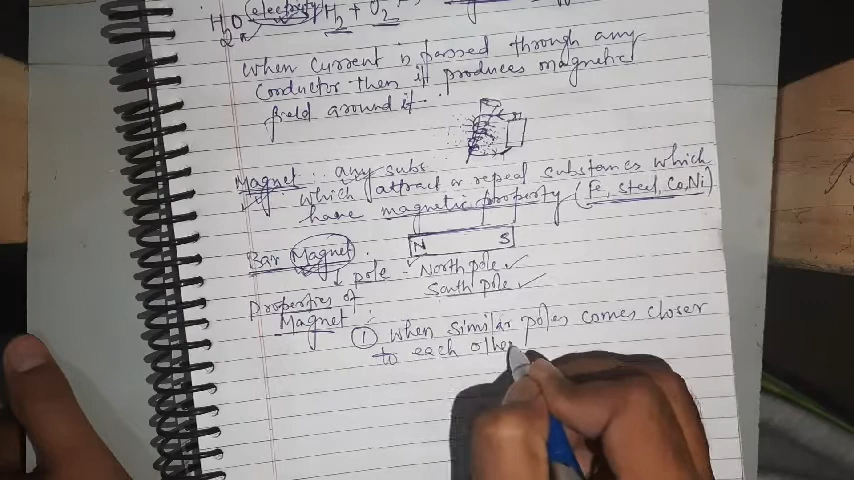 H2O electricity H2 + O2
When current is passed through any
conductor then it produces magnetic
field around it.
Magnet : any subs.
which attract or repeal substances which
have magnetic property (Fe, steel, Co, Ni)
Bar Magnet.
N S
pole - North pole
South pole
Properties of
Magnet :
① When similar poles comes closer
to each other